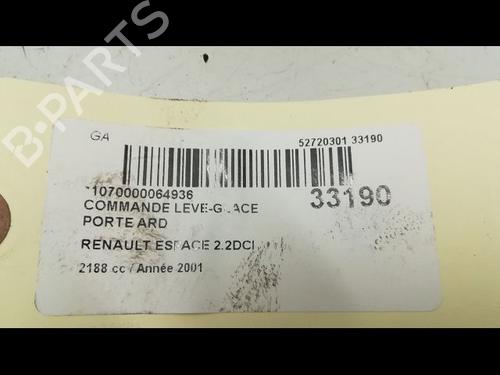 GA
52720301 33190
*1070000064936
COMMANDE LEVE-GLACE
33190
PORTE ARD
RENAULT ESPACE 2.2DCI
2188 cc / Année 2001
B-PARTS